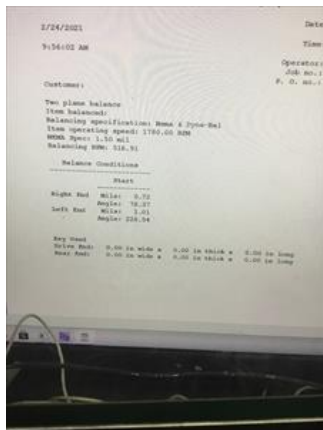 2/24/2021
Date
9:56:02 AM
Time
Operator:
Job no.:
P. O. no.:
Customer:
Two plane balance
Item balanced:
Balancing specification: Nema 4 Dyna-Bal
Item operating speed: 1780.00 RPM
Spec: 1.50 mil
Balancing RPM: 516.91
Balance Conditions
Start
Right End Mils: 0.72
Angle: 78.27
Left End Mils: 1.01
Angle: 226.54
Key Used
Drive End: 0.00 in wide x 0.00 in thick x 0.00 in long
Rear End: 0.00 in wide x 0.00 in thick x 0.00 in long